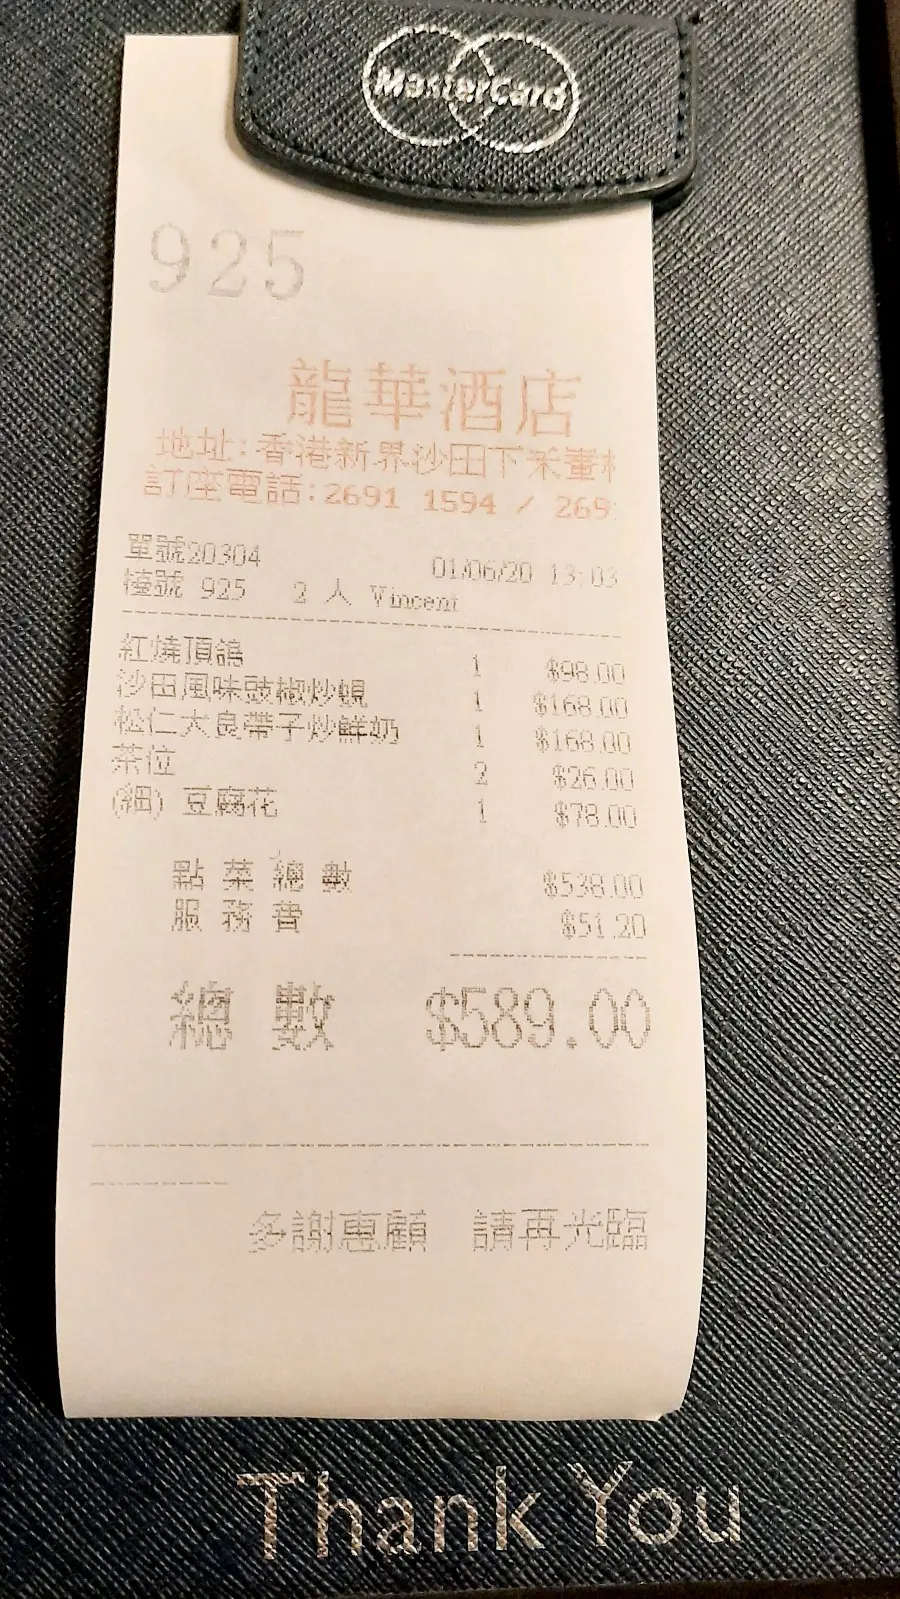 MasterCard
925
龍華酒店
地址:香港新界沙田下禾輋村
訂座電話:2691 1594 / 269
單號20304 01/06/20 13:03
檯號 925 2 人 Vincent
紅燒頂鴿 1 $98.00
沙田風味豉椒炒蜆 1 $168.00
松仁大良帶子炒鮮奶 1 $168.00
茶位 2 $26.00
(細) 豆腐花 1 $78.00
點菜總數 $538.00
服務費 $51.20
總數 $589.00
多謝惠顧 請再光臨
Thank You